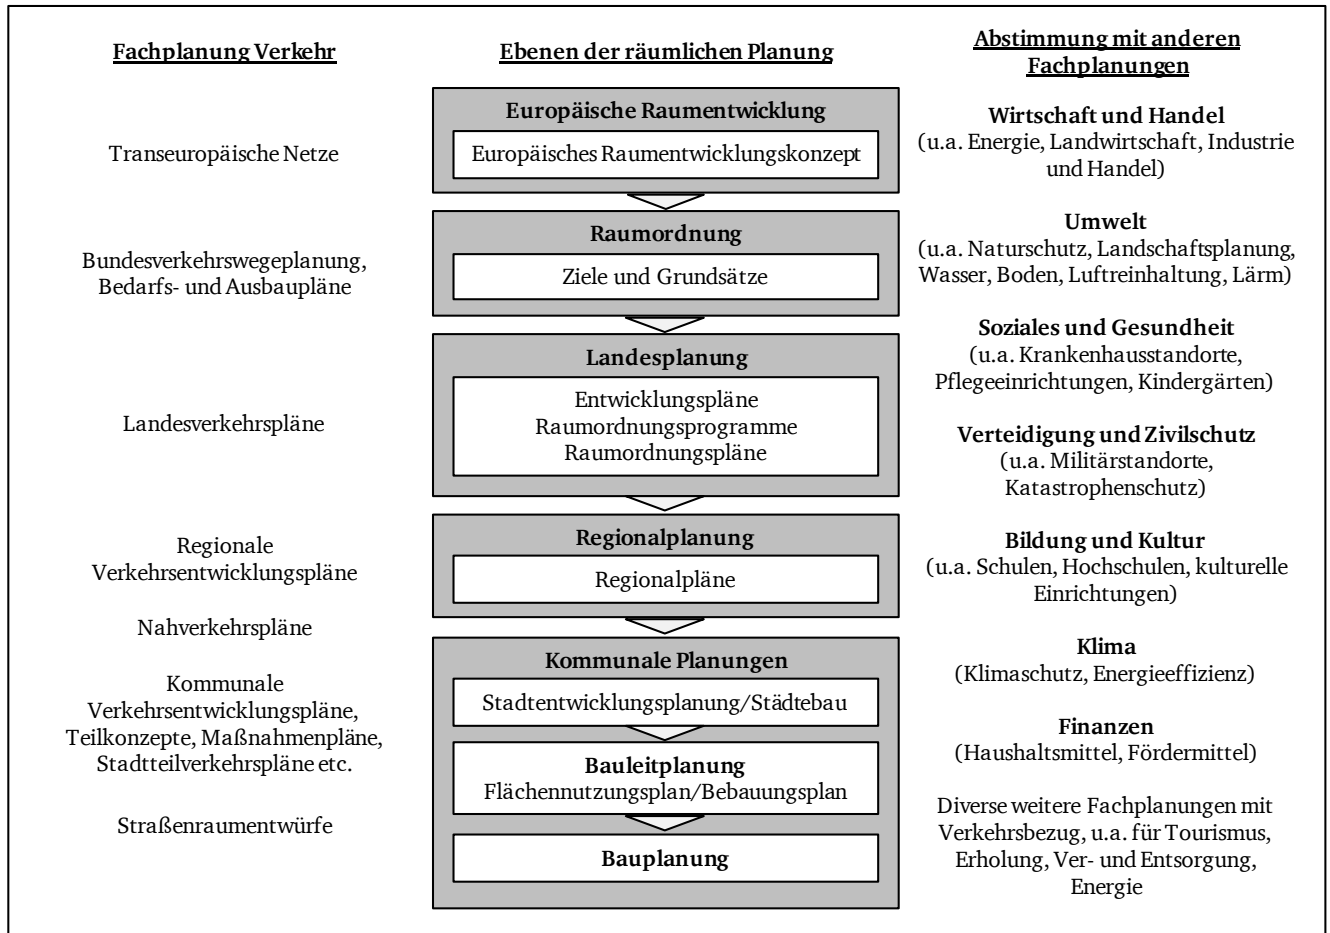 Fachplanung Verkehr
Transeuropäische Netze
Bundesverkehrswegeplanung,
Bedarfs- und Ausbaupläne
Landesverkehrspläne
Regionale
Verkehrsentwicklungspläne
Nahverkehrspläne
Kommunale
Verkehrsentwicklungspläne,
Teilkonzepte, Maßnahmenpläne,
Stadtteilverkehrspläne etc.
Straßenraumentwürfe
Ebenen der räumlichen Planung
Europäische Raumentwicklung
Europäisches Raumentwicklungskonzept
Raumordnung
Ziele und Grundsätze
Landesplanung
Entwicklungspläne
Raumordnungsprogramme
Raumordnungspläne
Regionalplanung
Regionalpläne
Kommunale Planungen
Stadtentwicklungsplanung/Städtebau
Bauleitplanung
Flächennutzungsplan/Bebauungsplan
Bauplanung
Abstimmung mit anderen
Fachplanungen
Wirtschaft und Handel
(u.a. Energie, Landwirtschaft, Industrie
und Handel)
Umwelt
(u.a. Naturschutz, Landschaftsplanung,
Wasser, Boden, Luftreinhaltung, Lärm)
Soziales und Gesundheit
(u.a. Krankenhausstandorte,
Pflegeeinrichtungen, Kindergärten)
Verteidigung und Zivilschutz
(u.a. Militärstandorte,
Katastrophenschutz)
Bildung und Kultur
(u.a. Schulen, Hochschulen, kulturelle
Einrichtungen)
Klima
(Klimaschutz, Energieeffizienz)
Finanzen
(Haushaltsmittel, Fördermittel)
Diverse weitere Fachplanungen mit
Verkehrsbezug, u.a. für Tourismus,
Erholung, Ver- und Entsorgung,
Energie